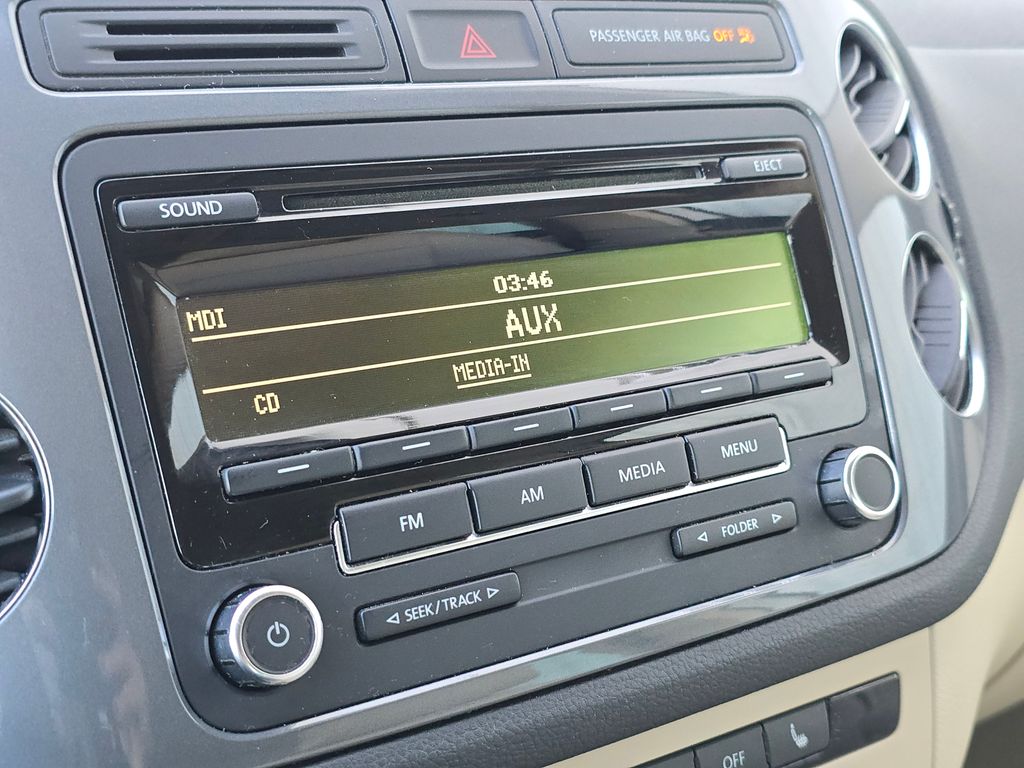 PASSENGER AIR BAG OFF
EJECT
SOUND
03:46
MDI
AUX
MEDIA-IN
CD
FM
AM
MEDIA
MENU
FOLDER
SEEK/TRACK
OFF